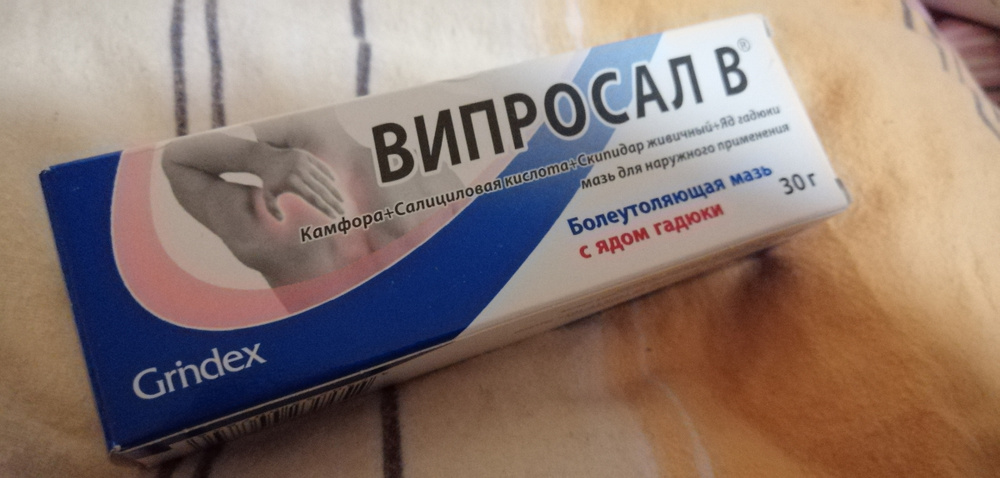 ВИПРОСАЛ В®
Камфора+Салициловая кислота+Скипидар живичный+Яд гадюки
мазь для наружного применения
Болеутоляющая мазь
с ядом гадюки
30 г
Grindex